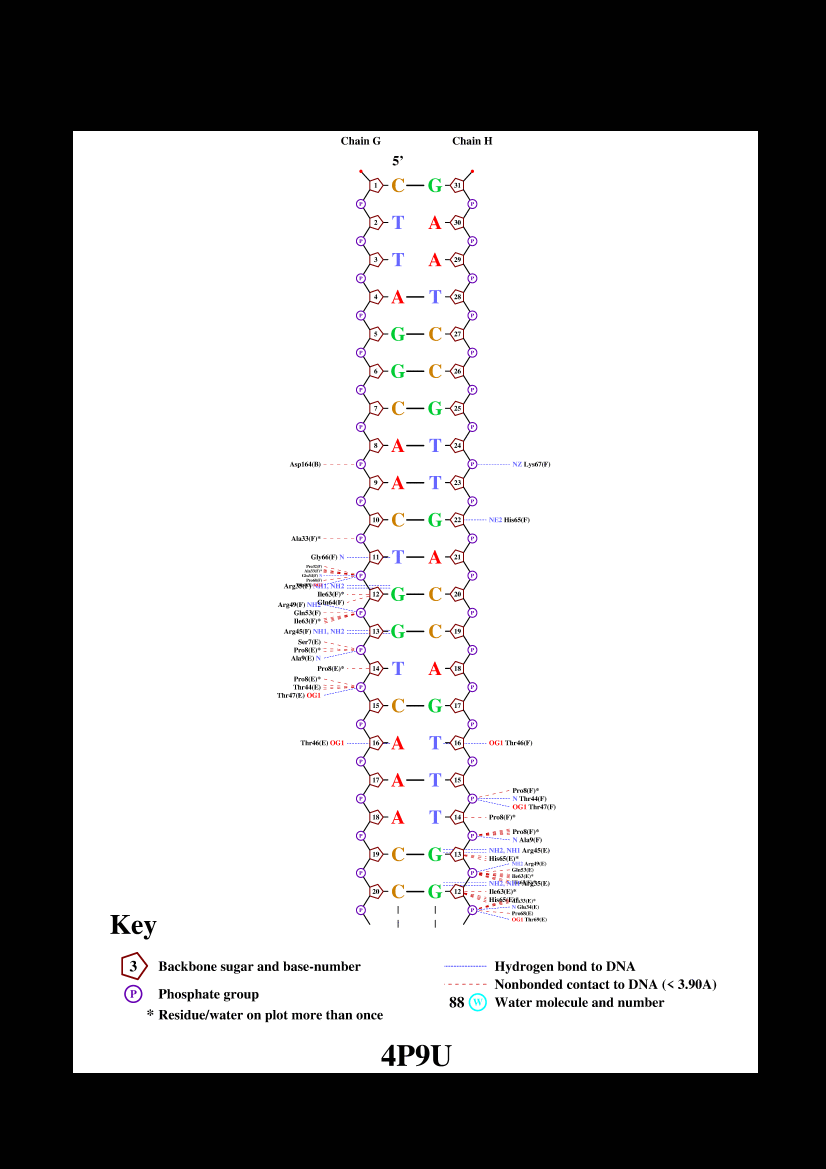 Chain G Chain H
5’
1 C G 31
P P
2 T A 30
P P
3 T A 29
P P
4 A T 28
P P
5 G C 27
P P
6 G C 26
P P
7 C G 25
P P
8 A T 24
Asp164(B) P P NZ Lys67(F)
9 A T 23
P P
10 C G 22 NE2 His65(F)
Ala33(F)* P P
Gly66(F) N 11 T A 21
P P
Arg35(F) NH1, NH2
Ile63(F)* 12 G C 20
Gln64(F)
Arg49(F) NH2
Gln53(F) P P
Ile63(F)*
Arg45(F) NH1, NH2 13 G C 19
Ser7(E)
Pro8(E)* P P
Ala9(E) N
Pro8(E)* 14 T A 18
Pro8(E)*
Thr44(E) P P
Thr47(E) OG1
15 C G 17
P P
Thr46(E) OG1 16 A T 16 OG1 Thr46(F)
P P
17 A T 15
Pro8(F)*
P P N Thr44(F)
OG1 Thr47(F)
18 A T 14 Pro8(F)*
Pro8(F)*
P P N Ala9(F)
NH2, NH1 Arg45(E)
19 C G 13 His65(E)*
NH2 Arg49(E)
P P Gln53(E)
Ile63(E)*
NH2, NH1 Arg35(E)
20 C G 12 Ile63(E)*
His65(E)*
Ala33(E)*
P P N Gln34(E)
Pro68(E)
OG1 Thr69(E)
Key
3 Backbone sugar and base-number
P Phosphate group
* Residue/water on plot more than once
Hydrogen bond to DNA
Nonbonded contact to DNA (< 3.90A)
88 W Water molecule and number
4P9U